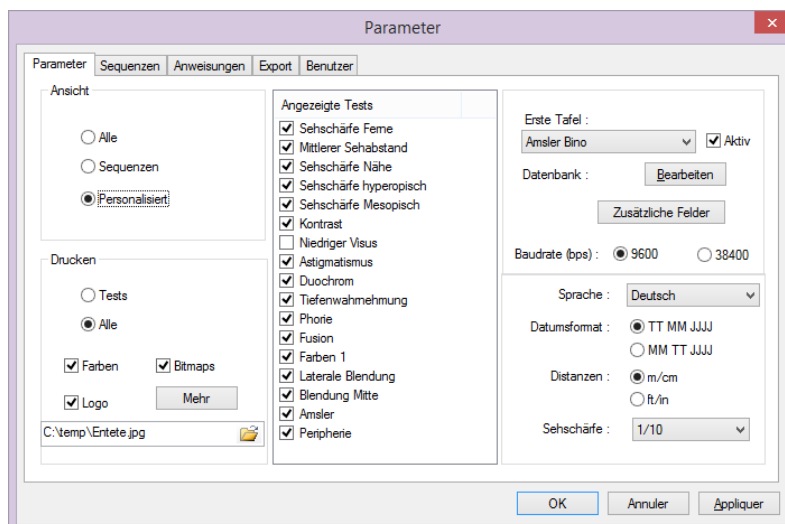 Parameter
Parameter Sequenzen Anweisungen Export Benutzer
Ansicht
Alle
Sequenzen
Personalisiert
Drucken
Tests
Alle
Farben Bitmaps
Logo Mehr
C:\temp\Entete.jpg
Angezeigte Tests
Sehschärfe Ferne
Mittlerer Sehabstand
Sehschärfe Nähe
Sehschärfe hyperopisch
Sehschärfe Mesopisch
Kontrast
Niedriger Visus
Astigmatismus
Duochrom
Tiefenwahrnehmung
Phorie
Fusion
Farben 1
Laterale Blendung
Blendung Mitte
Amsler
Peripherie
Erste Tafel :
Amsler Bino Aktiv
Datenbank : Bearbeiten
Zusätzliche Felder
Baudrate (bps) : 9600 38400
Sprache : Deutsch
Datumsformat : TT MM JJJJ
MM TT JJJJ
Distanzen : m/cm
ft/in
Sehschärfe : 1/10
OK Annuler Appliquer